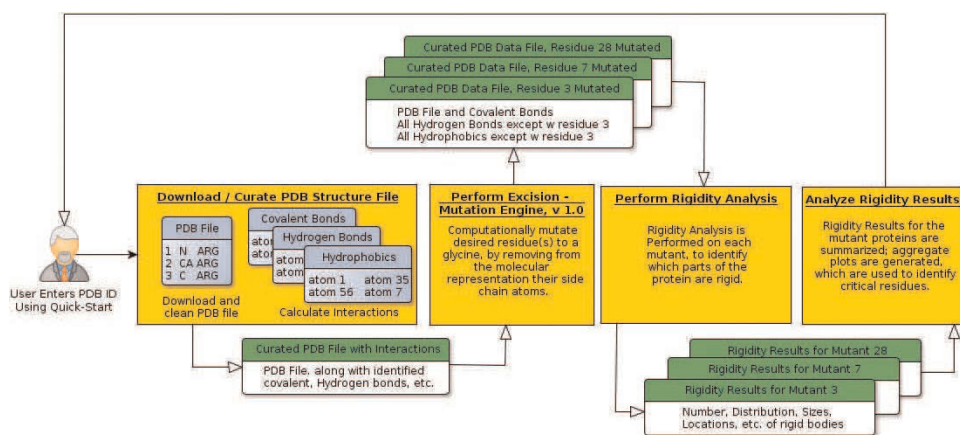 Curated PDB Data File, Residue 28 Mutated
Curated PDB Data File, Residue 7 Mutated
Curated PDB Data File, Residue 3 Mutated
PDB File and Covalent Bonds
All Hydrogen Bonds except w residue 3
All Hydrophobics except w residue 3
User Enters PDB ID
Using Quick-Start
Download / Curate PDB Structure File
PDB File
1 N ARG
2 CA ARG
3 C ARG
Download and
clean PDB file
Covalent Bonds
atom
atom
Hydrogen Bonds
atom
atom
Hydrophobics
atom 1 atom 35
atom 56 atom 7
Calculate Interactions
Perform Excision -
Mutation Engine, v 1.0
Computationally mutate
desired residue(s) to a
glycine, by removing from
the molecular
representation their side
chain atoms.
Perform Rigidity Analysis
Rigidity Analysis is
Performed on each
mutant, to identify
which parts of the
protein are rigid.
Analyze Rigidity Results
Rigidity Results for the
mutant proteins are
summarized; aggregate
plots are generated,
which are used to identify
critical residues.
Curated PDB File with Interactions
PDB File, along with identified
covalent, Hydrogen bonds, etc.
Rigidity Results for Mutant 28
Rigidity Results for Mutant 7
Rigidity Results for Mutant 3
Number, Distribution, Sizes,
Locations, etc. of rigid bodies